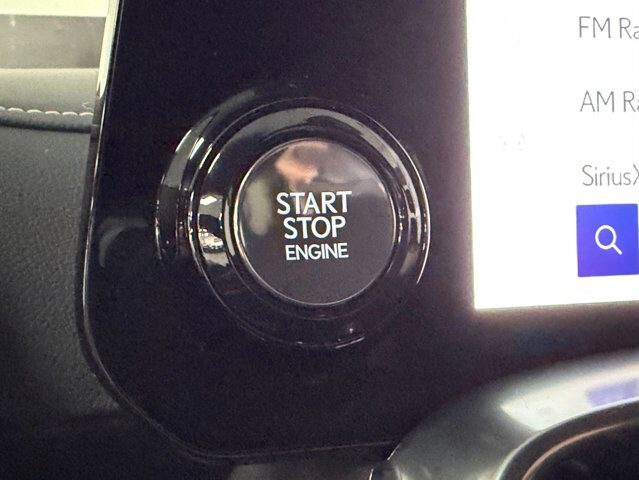 START
STOP
ENGINE
FM Ra
AM Ra
SiriusX